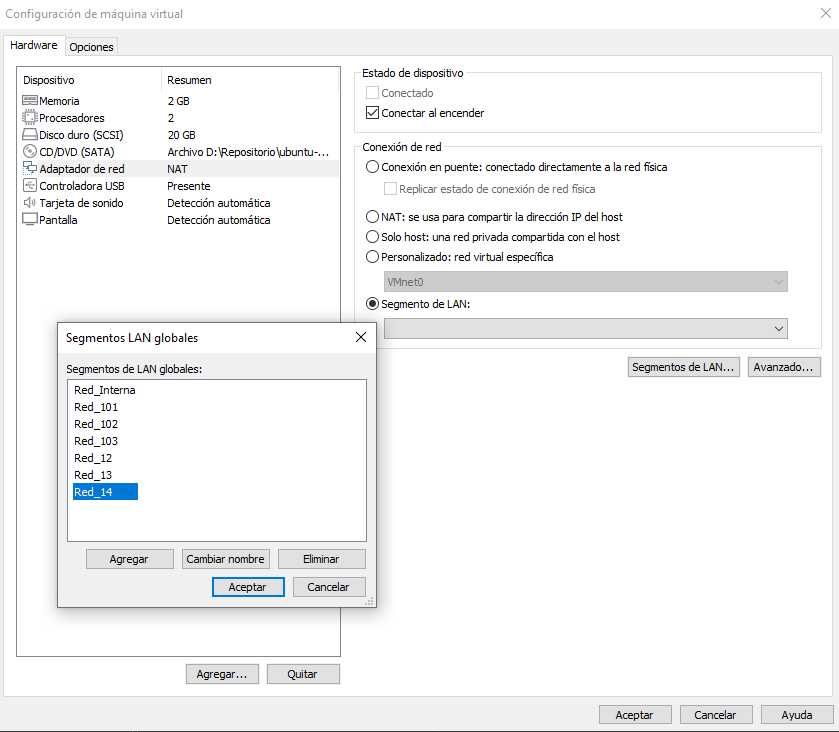 Configuración de máquina virtual
Hardware
Opciones
Dispositivo Resumen
Memoria 2 GB
Procesadores 2
Disco duro (SCSI) 20 GB
CD/DVD (SATA) Archivo D:\Repositorio\ubuntu-...
Adaptador de red NAT
Controladora USB Presente
Tarjeta de sonido Detección automática
Pantalla Detección automática
Agregar...
Quitar
Estado de dispositivo
Conectado
Conectar al encender
Conexión de red
Conexión en puente: conectado directamente a la red física
Replicar estado de conexión de red física
NAT: se usa para compartir la dirección IP del host
Solo host: una red privada compartida con el host
Personalizado: red virtual específica
VMnet0
Segmento de LAN:
Segmentos de LAN...
Avanzado...
Segmentos LAN globales
Segmentos de LAN globales:
Red_Interna
Red_101
Red_102
Red_103
Red_12
Red_13
Red_14
Agregar
Cambiar nombre
Eliminar
Aceptar
Cancelar
Aceptar
Cancelar
Ayuda